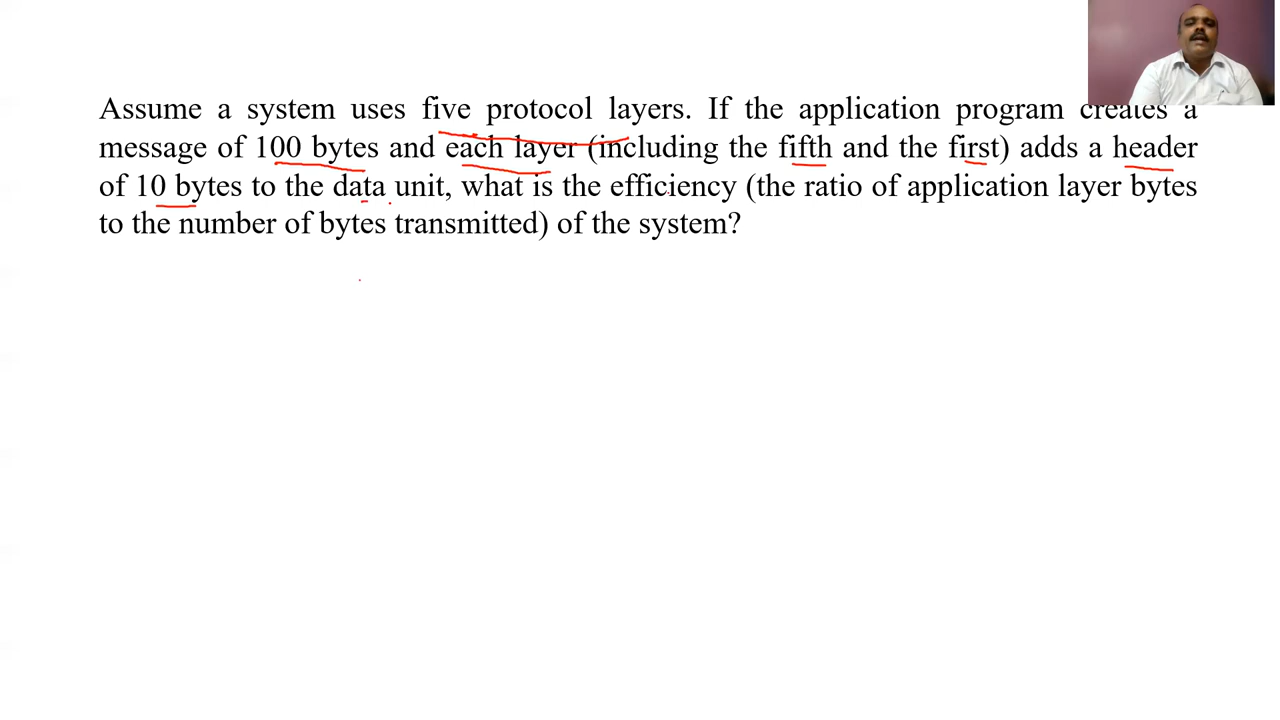 Assume a system uses five protocol layers. If the application program creates a
message of 100 bytes and each layer (including the fifth and the first) adds a header
of 10 bytes to the data unit, what is the efficiency (the ratio of application layer bytes
to the number of bytes transmitted) of the system?